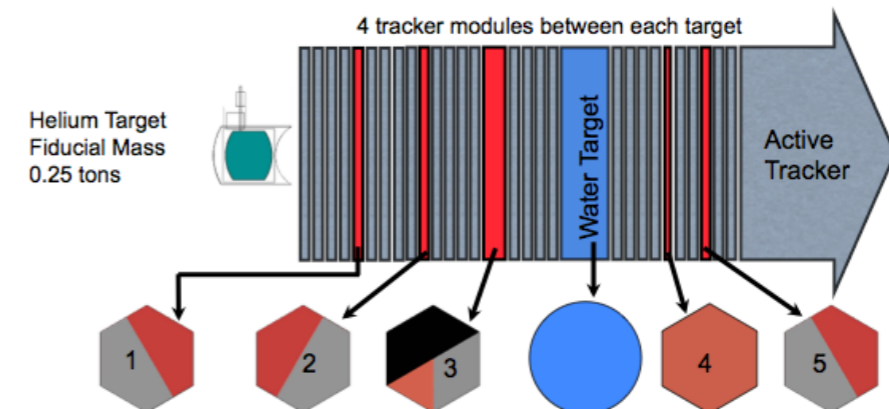 4 tracker modules between each target
Helium Target
Fiducial Mass
0.25 tons
Water Target
Active
Tracker
1
2
3
4
5